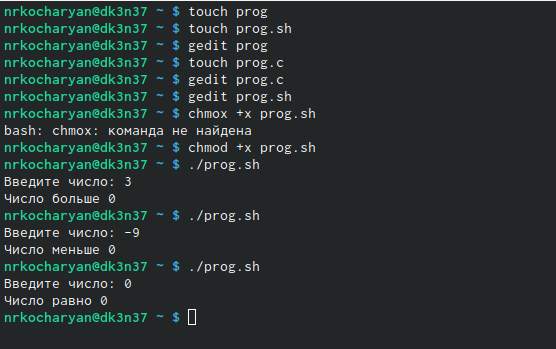 nrkocharyan@dk3n37 ~ $ touch prog
nrkocharyan@dk3n37 ~ $ touch prog.sh
nrkocharyan@dk3n37 ~ $ gedit prog
nrkocharyan@dk3n37 ~ $ touch prog.c
nrkocharyan@dk3n37 ~ $ gedit prog.c
nrkocharyan@dk3n37 ~ $ gedit prog.sh
nrkocharyan@dk3n37 ~ $ chmox +x prog.sh
bash: chmox: команда не найдена
nrkocharyan@dk3n37 ~ $ chmod +x prog.sh
nrkocharyan@dk3n37 ~ $ ./prog.sh
Введите число: 3
Число больше 0
nrkocharyan@dk3n37 ~ $ ./prog.sh
Введите число: -9
Число меньше 0
nrkocharyan@dk3n37 ~ $ ./prog.sh
Введите число: 0
Число равно 0
nrkocharyan@dk3n37 ~ $